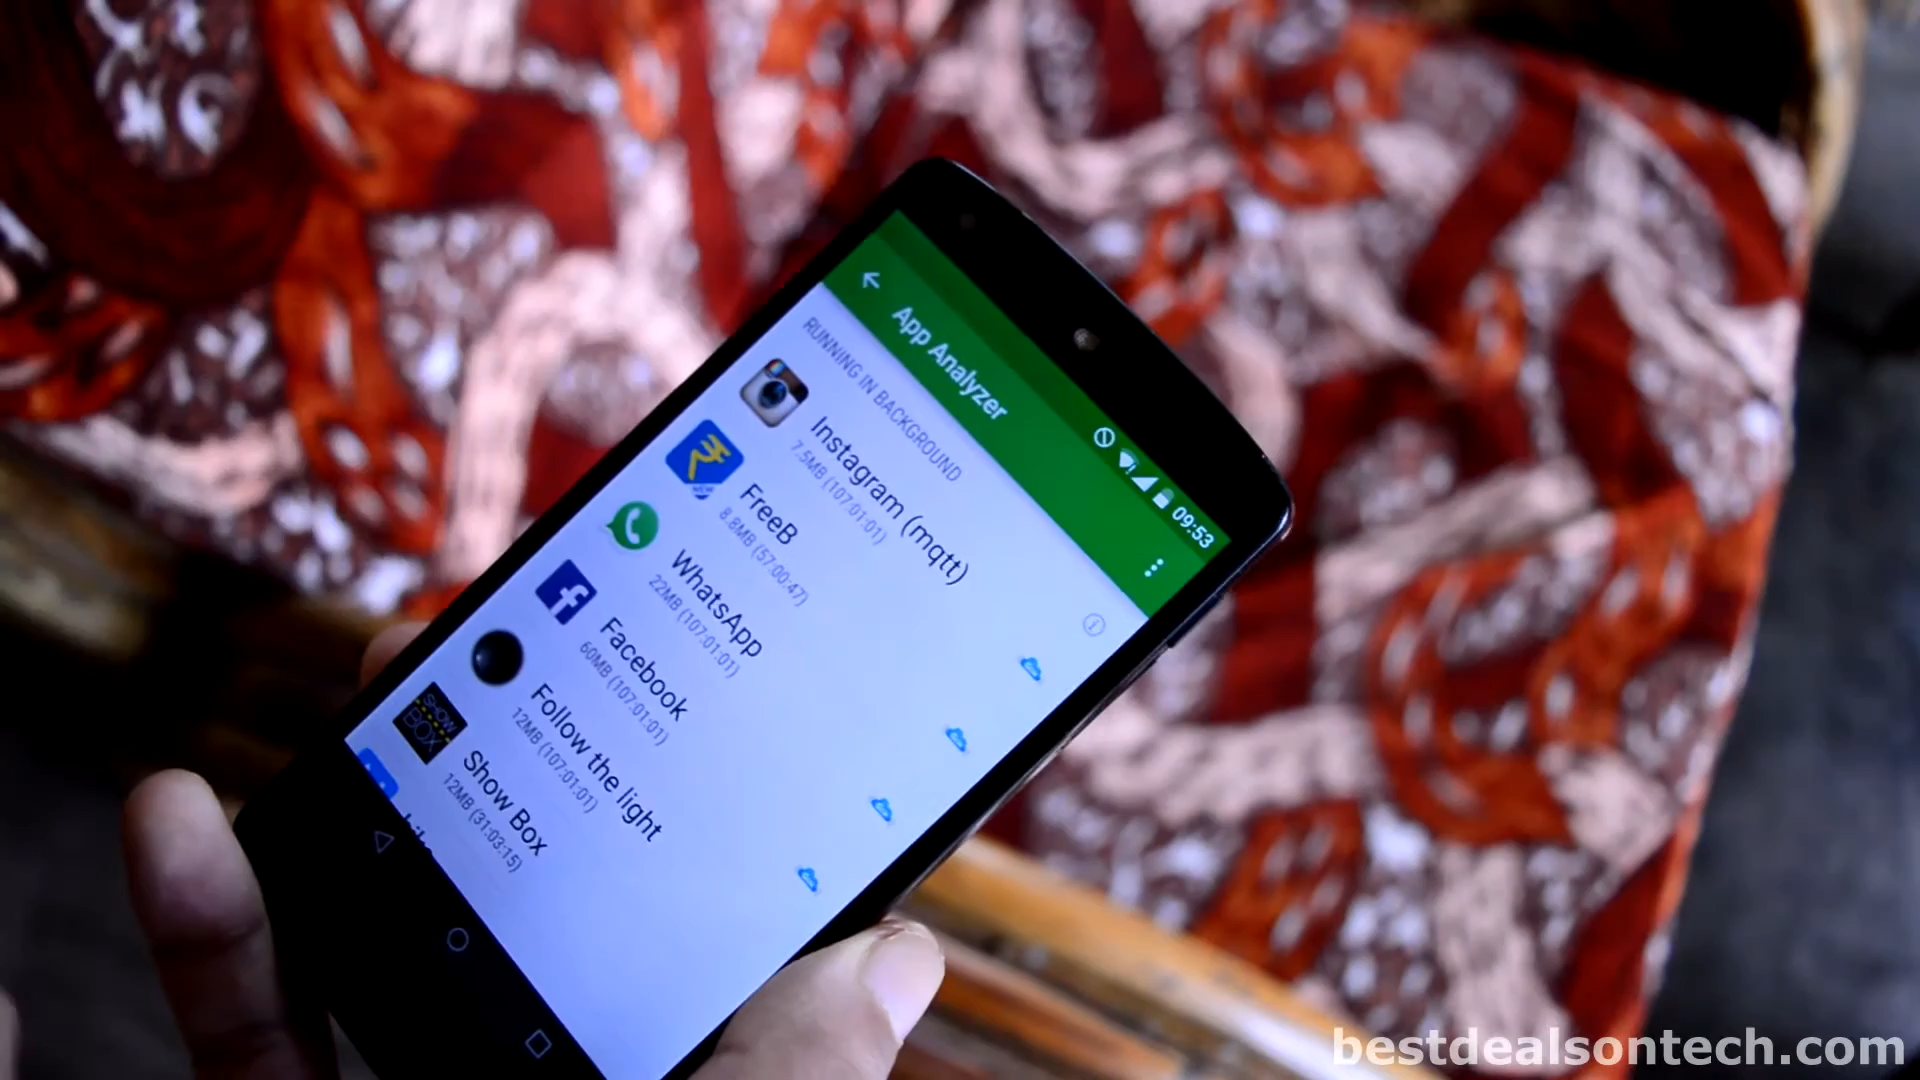 09:53
App Analyzer
RUNNING IN BACKGROUND
Instagram (mqtt)
7.5MB (107:01:01)
FreeB
8.8MB (57:00:47)
WhatsApp
22MB (107:01:01)
Facebook
60MB (107:01:01)
Follow the light
12MB (107:01:01)
SHOW
BOX
Show Box
12MB (31:03:15)
bestdealsontech.com